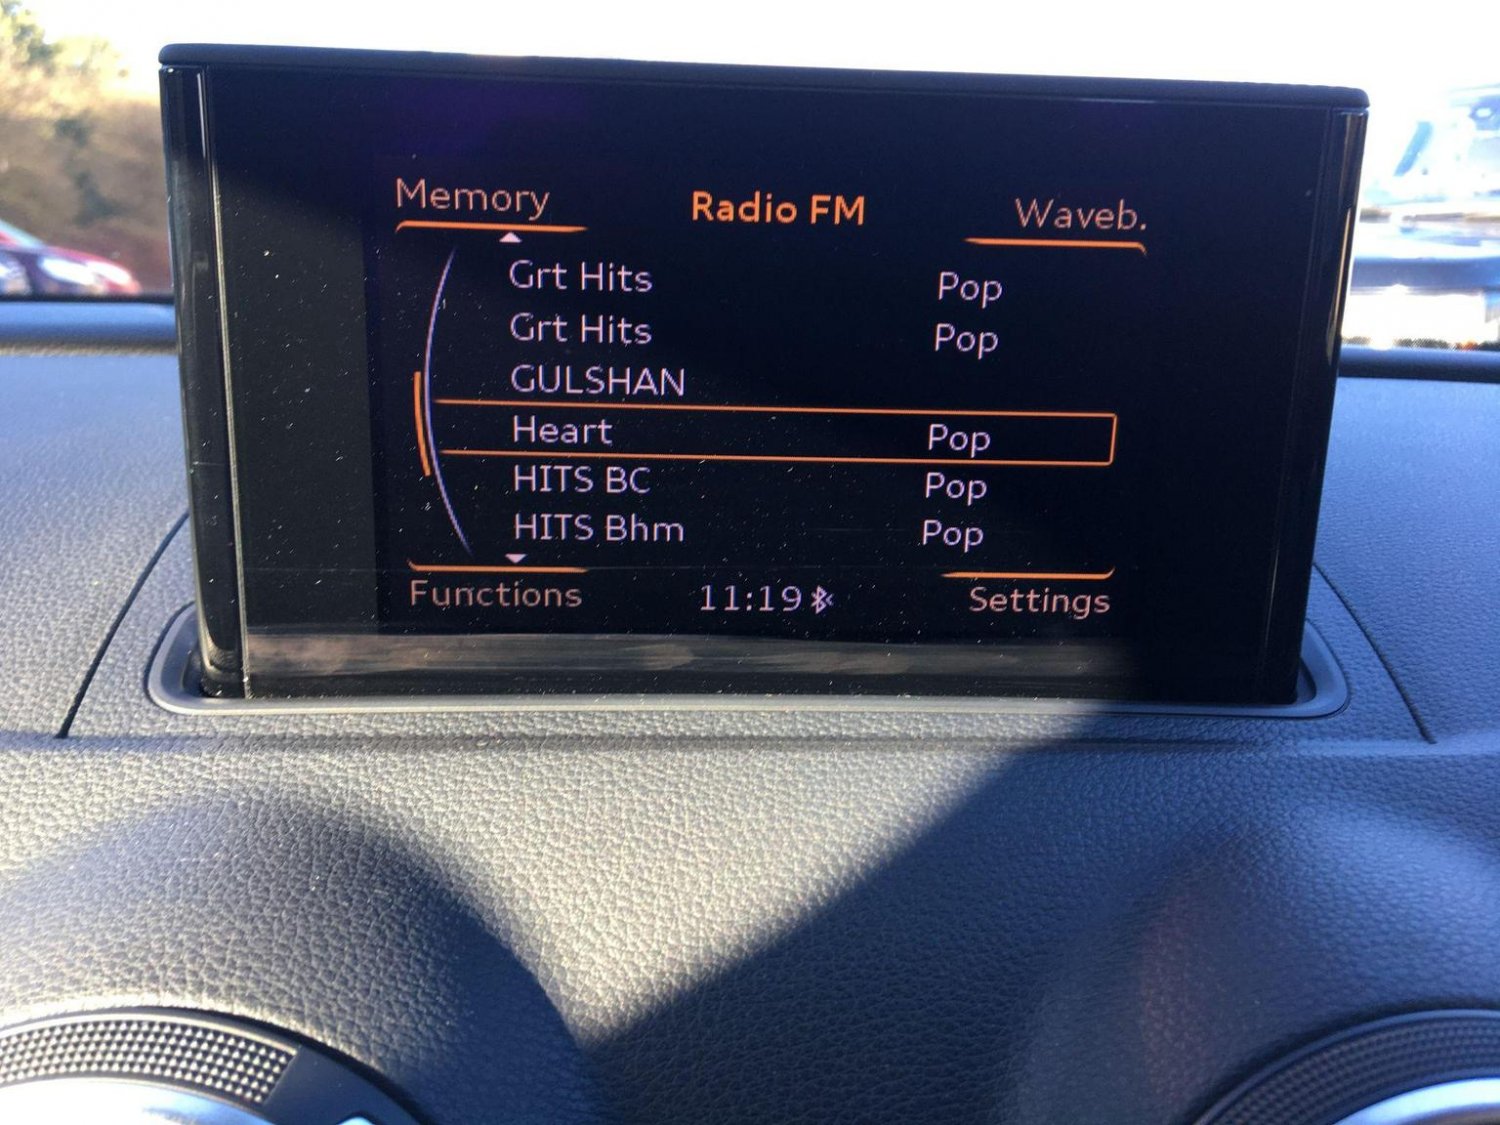 Memory Radio FM Waveb.
Grt Hits Pop
Grt Hits Pop
GULSHAN
Heart Pop
HITS BC Pop
HITS Bhm Pop
Functions 11:19 Settings